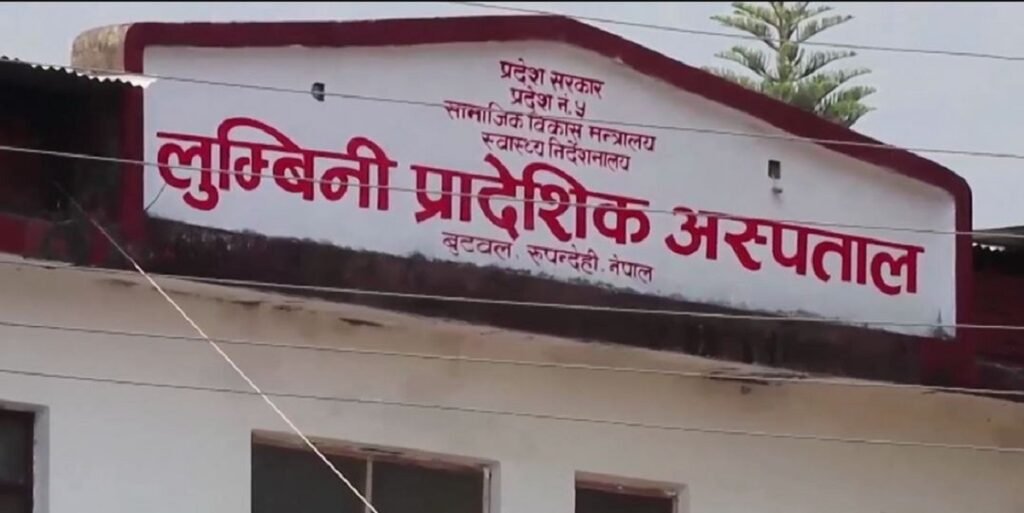 प्रदेश सरकार
प्रदेश नं. ५
सामाजिक विकास मन्त्रालय
स्वास्थ्य निर्देशनालय
लुम्बिनी प्रादेशिक अस्पताल
बुटवल, रुपन्देही, नेपाल